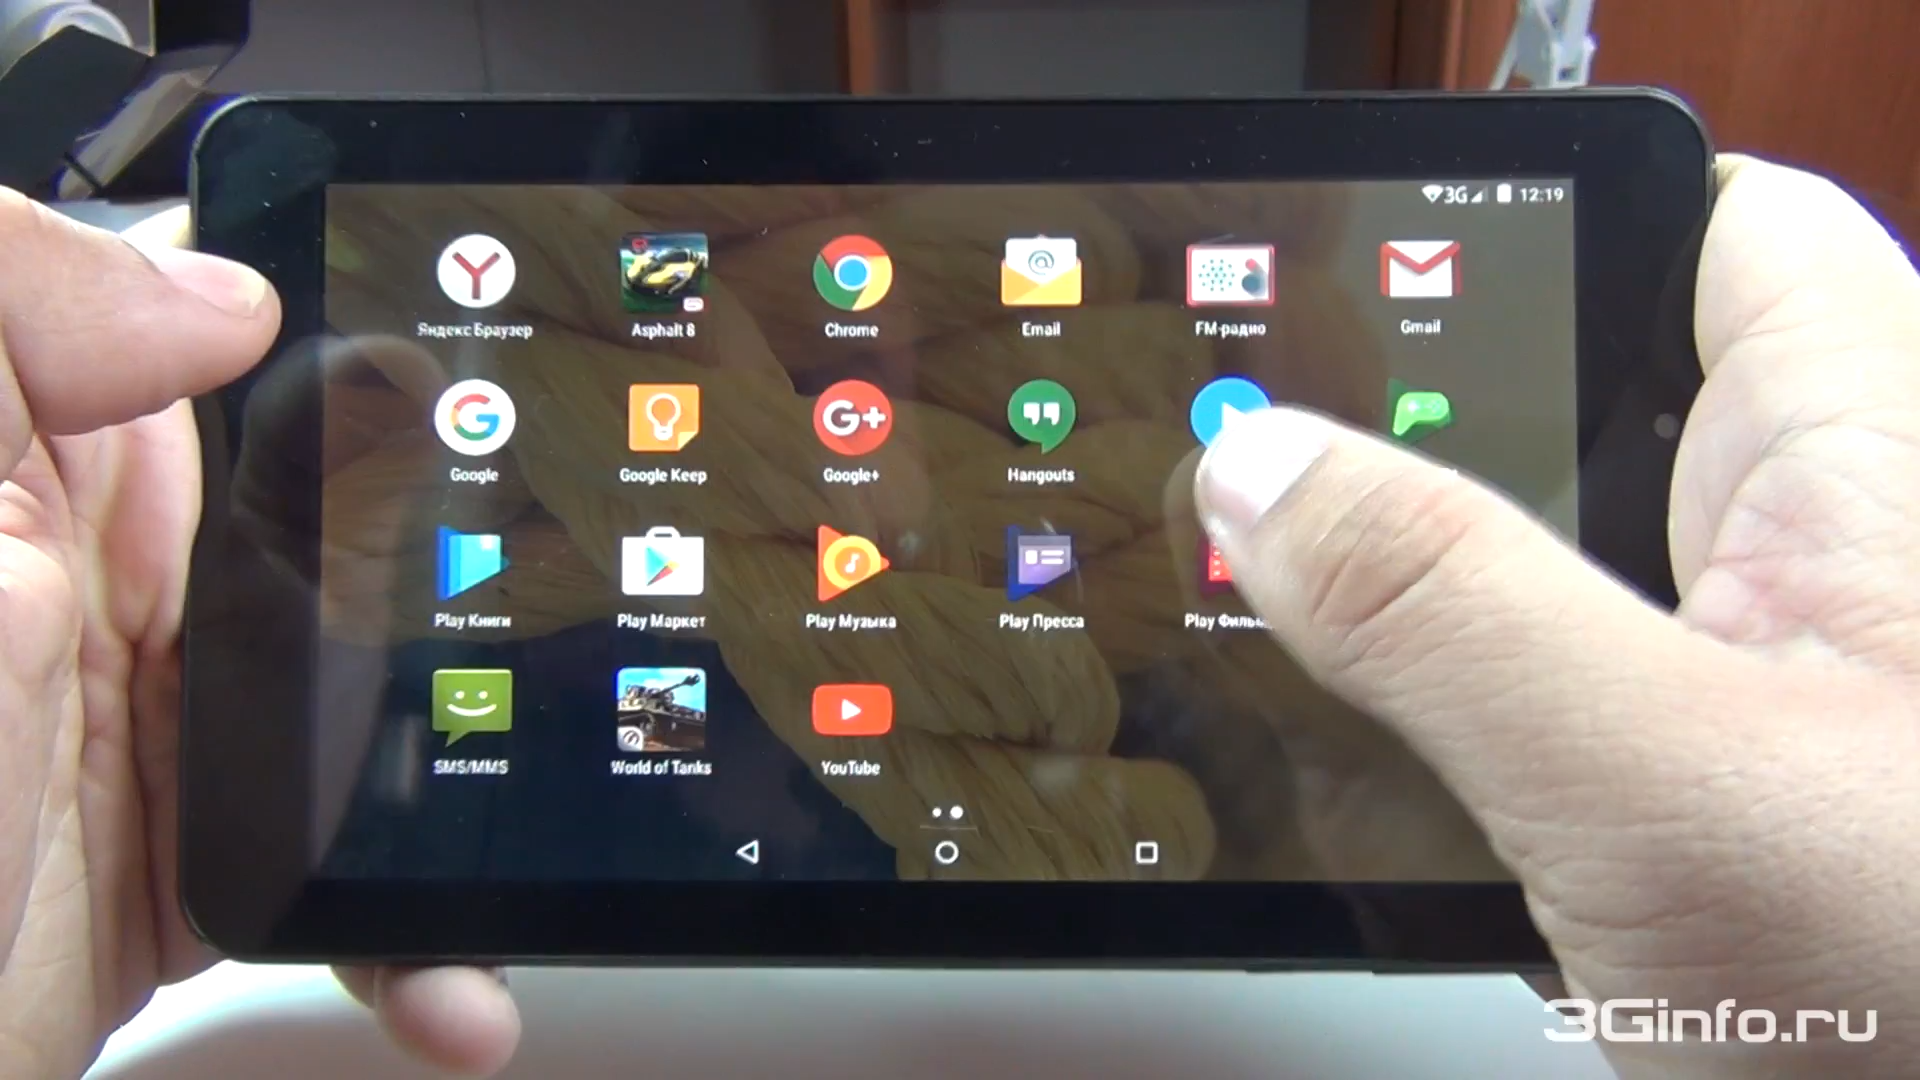 3G 12:19
Яндекс Браузер Asphalt 8 Chrome Email FM-радио Gmail
Google Google Keep Google+ Hangouts
Play Книги Play Маркет Play Музыка Play Пресса Play
SMS/MMS World of Tanks YouTube
3Ginfo.ru